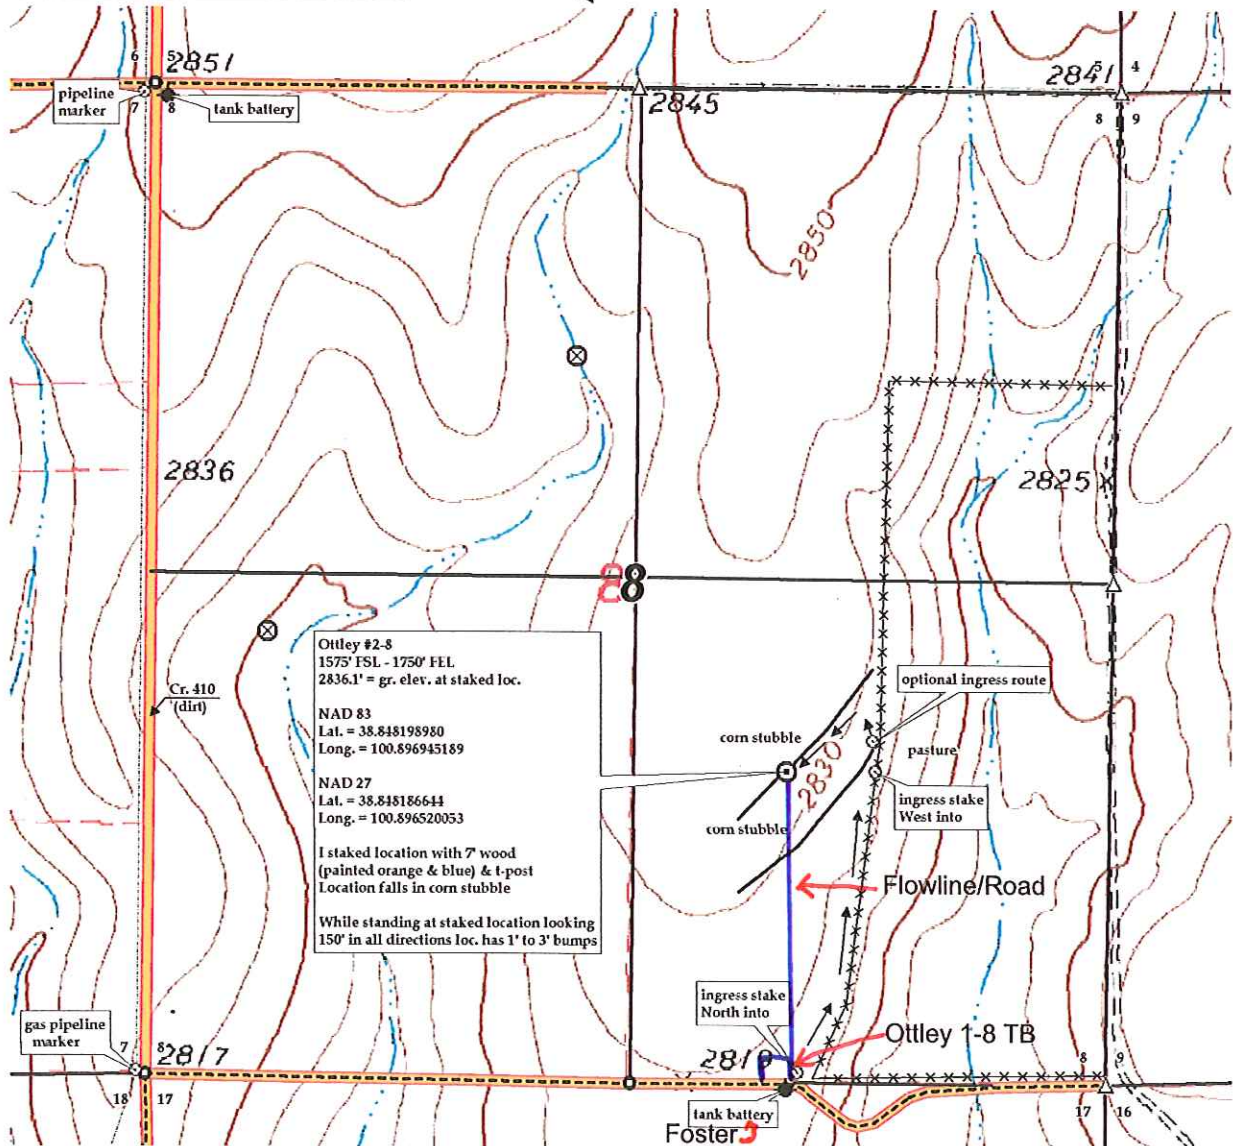 6
5
2851
pipeline
marker
7
8
tank battery
2845
2841
5
4
8
9
2850
2836
2825
8
8
Ottley #2-8
1575' FSL - 1750' FEL
2836.1' = gr. elev. at staked loc.
NAD 83
Lat. = 38.848198980
Long. = 100.896945189
NAD 27
Lat. = 38.848186644
Long. = 100.896520053
I staked location with 7' wood
(painted orange & blue) & t-post
Location falls in corn stubble
While standing at staked location looking
150' in all directions loc. has 1' to 3' bumps
Cr. 410
(dirt)
optional ingress route
corn stubble
pasture
2830
ingress stake
West into
corn stubble
Flowline/Road
ingress stake
North into
Ottley 1-8 TB
gas pipeline
marker
7
8
2817
18
17
2819
8
9
tank battery
17
16
Foster 3